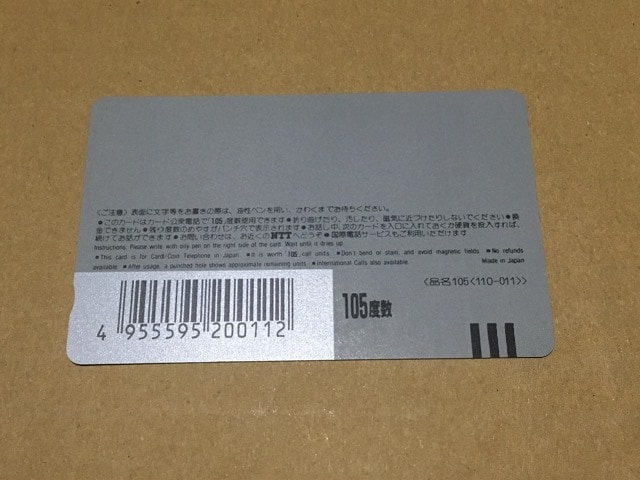 〈ご注意〉表面に文字等をお書きの際は、油性ペンを用い、かわくまでお待ちください。
●このカードはカード公衆電話で「105」度数使用できます●折り曲げたり、汚したり、磁気に近づけたりしないでください●換
金できません●残り度数のめやすがパンチ穴で表示されます●お話し中、次のカードを入口に入れておくか硬貨を投入すれば、
続けてお話ができます●お問い合わせは、お近くのNTTへどうぞ●国際電話サービスもご利用いただけます
Instructions Please write with oily pen on the right side of the card. Wait until it dries up.
●This card is for Card/Coin Telephone in Japan. ●It is worth "105" call units. ●Don't bend or stain, and avoid magnetic fields. ●No refunds
available ●After usage, a punched hole shows approximate remaining units. ●International Calls also available Made in Japan
〈品名105〈110-011〉〉
105度数
4 955595 200112